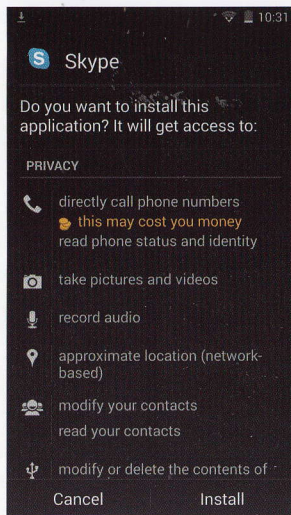 10:31
S Skype
Do you want to install this
application? It will get access to:
PRIVACY
directly call phone numbers
this may cost you money
read phone status and identity
take pictures and videos
record audio
approximate location (network-
based)
modify your contacts
read your contacts
modify or delete the contents of
Cancel Install